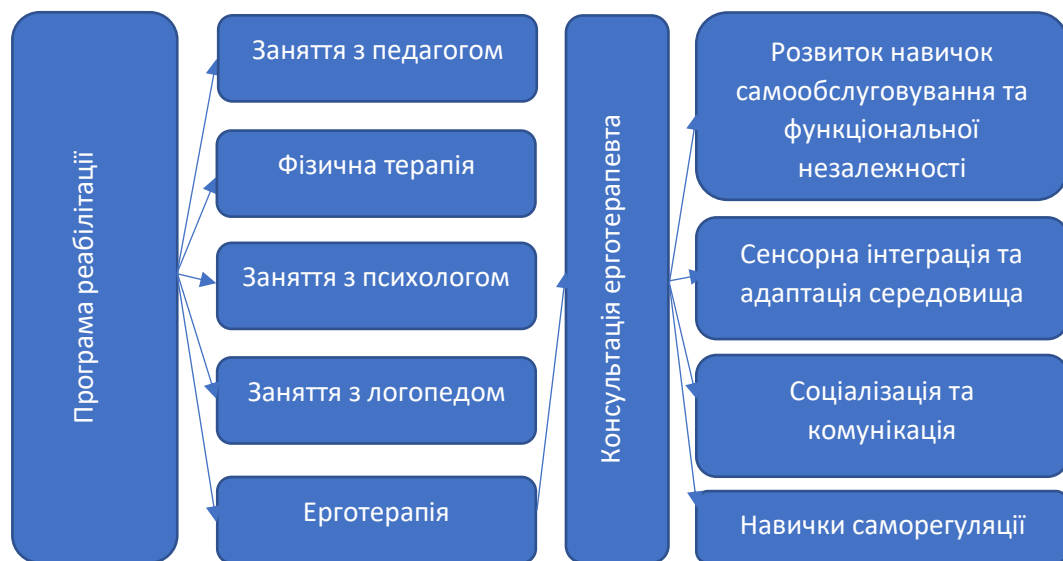 Програма реабілітації
Заняття з педагогом
Фізична терапія
Заняття з психологом
Заняття з логопедом
Ерготерапія
Консультація ерготерапевта
Розвиток навичок
самообслуговування та
функціональної
незалежності
Сенсорна інтеграція та
адаптація середовища
Соціалізація та
комунікація
Навички саморегуляції